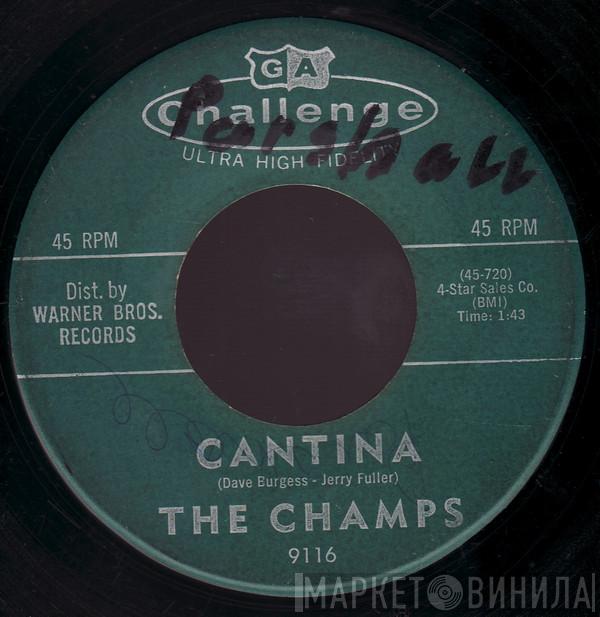 GA
Challenge
ULTRA HIGH FIDELITY
Parshall
45 RPM
45 RPM
Dist. by
WARNER BROS.
RECORDS
(45-720)
4-Star Sales Co.
(BMI)
Time: 1:43
CANTINA
(Dave Burgess - Jerry Fuller)
THE CHAMPS
9116
МАРКЕТ ВИНИЛА